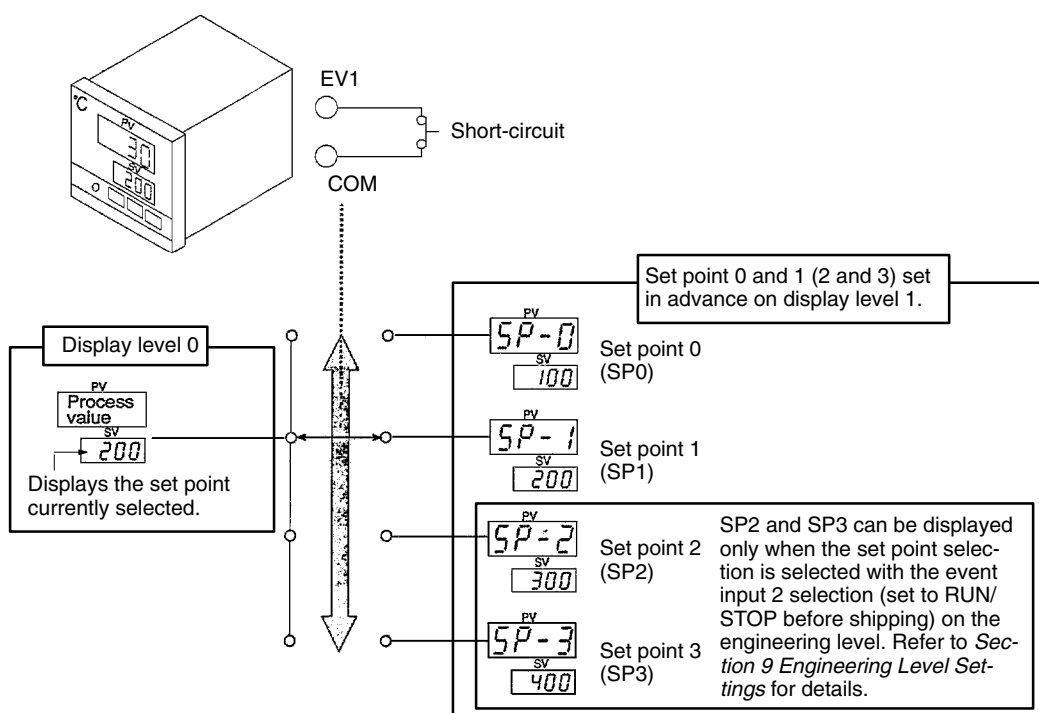 EV1
Short-circuit
COM
°C
PV
30
SV
200
Set point 0 and 1 (2 and 3) set
in advance on display level 1.
Display level 0
PV
Process
value
SV
200
Displays the set point
currently selected.
PV
SP-0
SV
100
Set point 0
(SP0)
PV
SP-1
SV
200
Set point 1
(SP1)
PV
SP-2
SV
300
Set point 2
(SP2)
PV
SP-3
SV
400
Set point 3
(SP3)
SP2 and SP3 can be displayed
only when the set point selec-
tion is selected with the event
input 2 selection (set to RUN/
STOP before shipping) on the
engineering level. Refer to Sec-
tion 9 Engineering Level Set-
tings for details.